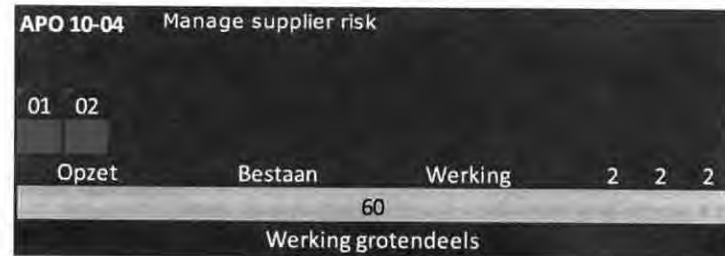 APO 10-04 Manage supplier risk
01 02
Opzet Bestaan Werking 2 2 2
60
Werking grotendeels